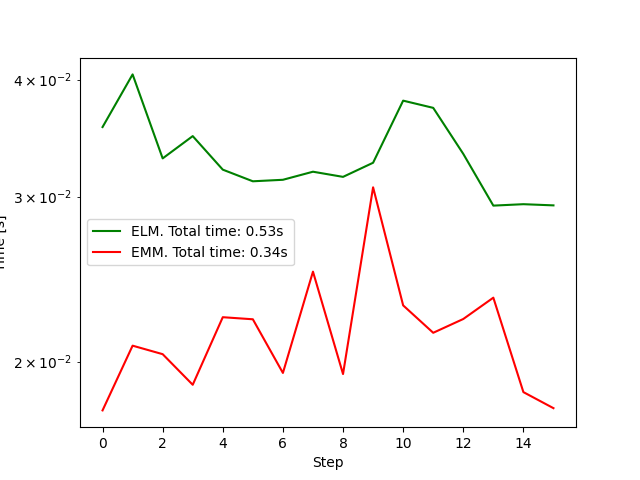 4 × 10⁻²
3 × 10⁻²
2 × 10⁻²
Time [s]
ELM. Total time: 0.53s
EMM. Total time: 0.34s
0 2 4 6 8 10 12 14
Step